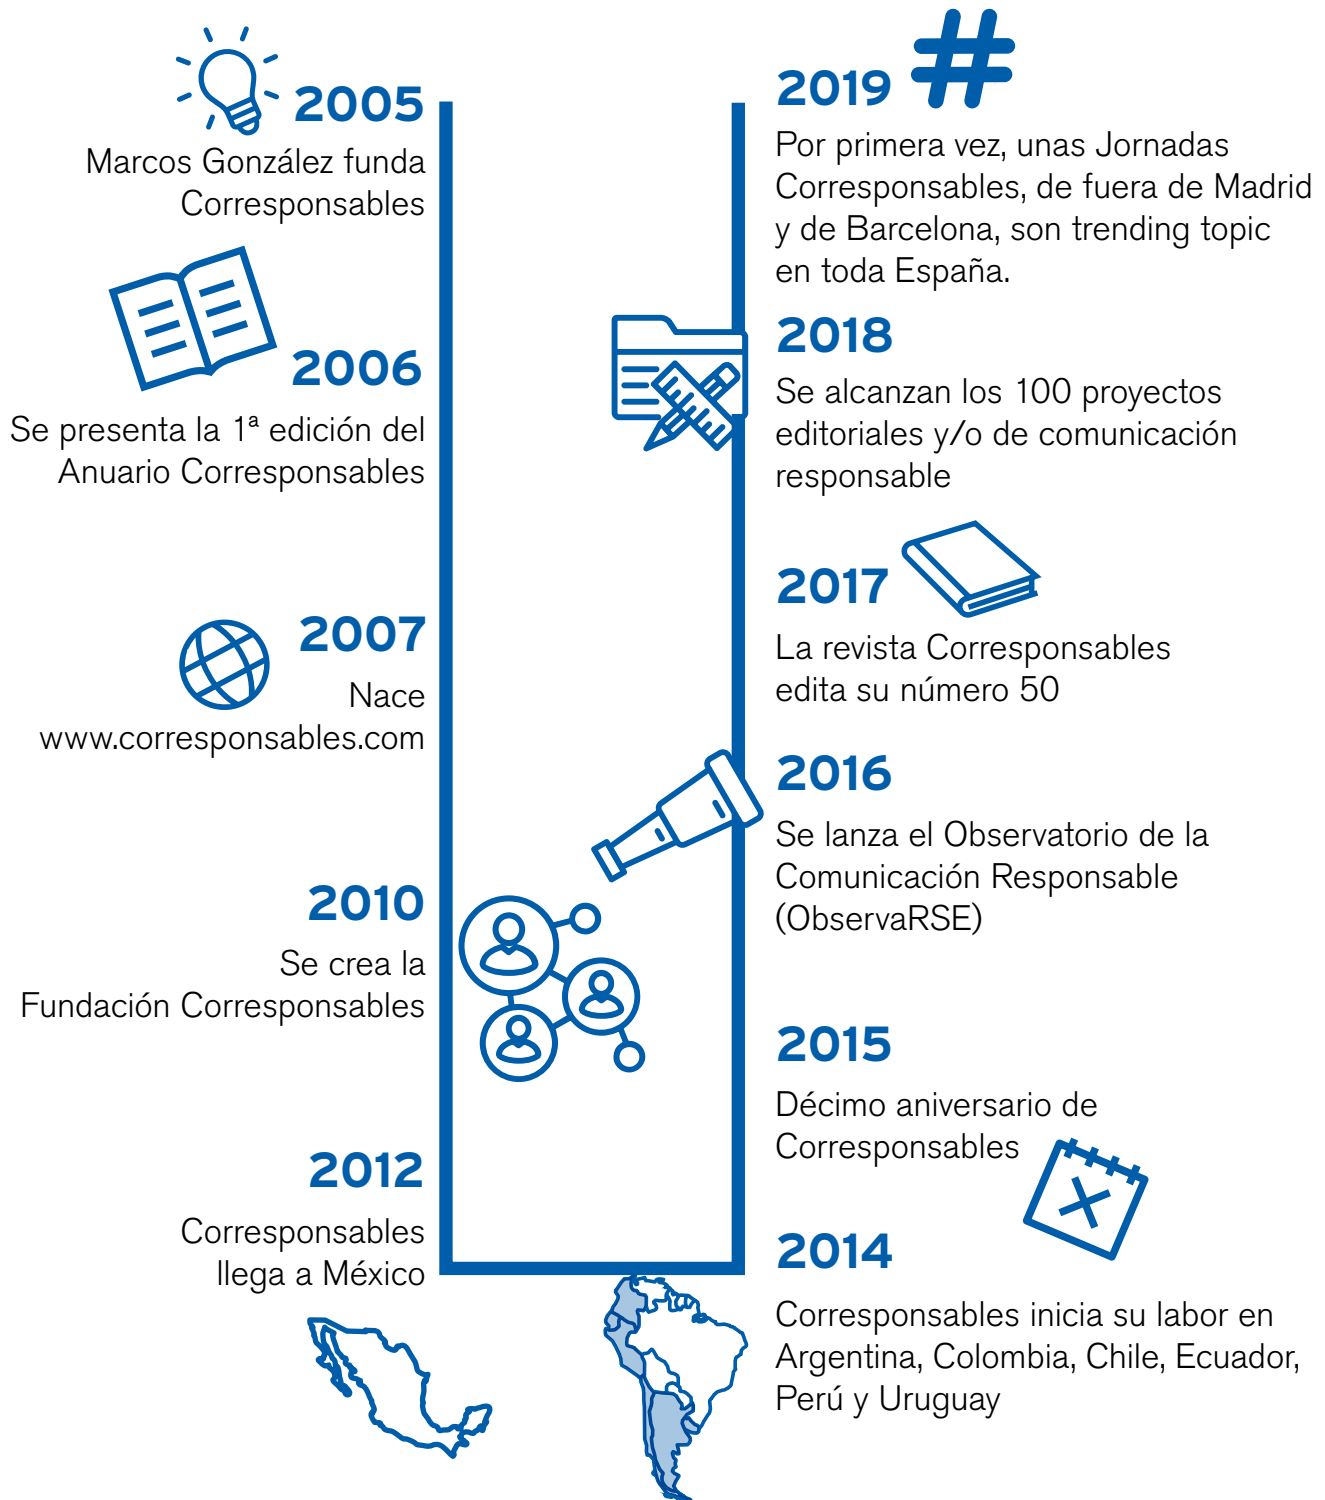 2005
Marcos González funda
Corresponsables
2006
Se presenta la 1ª edición del
Anuario Corresponsables
2007
Nace
www.corresponsables.com
2010
Se crea la
Fundación Corresponsables
2012
Corresponsables
llega a México
2019 #
Por primera vez, unas Jornadas
Corresponsables, de fuera de Madrid
y de Barcelona, son trending topic
en toda España.
2018
Se alcanzan los 100 proyectos
editoriales y/o de comunicación
responsable
2017
La revista Corresponsables
edita su número 50
2016
Se lanza el Observatorio de la
Comunicación Responsable
(ObservaRSE)
2015
Décimo aniversario de
Corresponsables
2014
Corresponsables inicia su labor en
Argentina, Colombia, Chile, Ecuador,
Perú y Uruguay